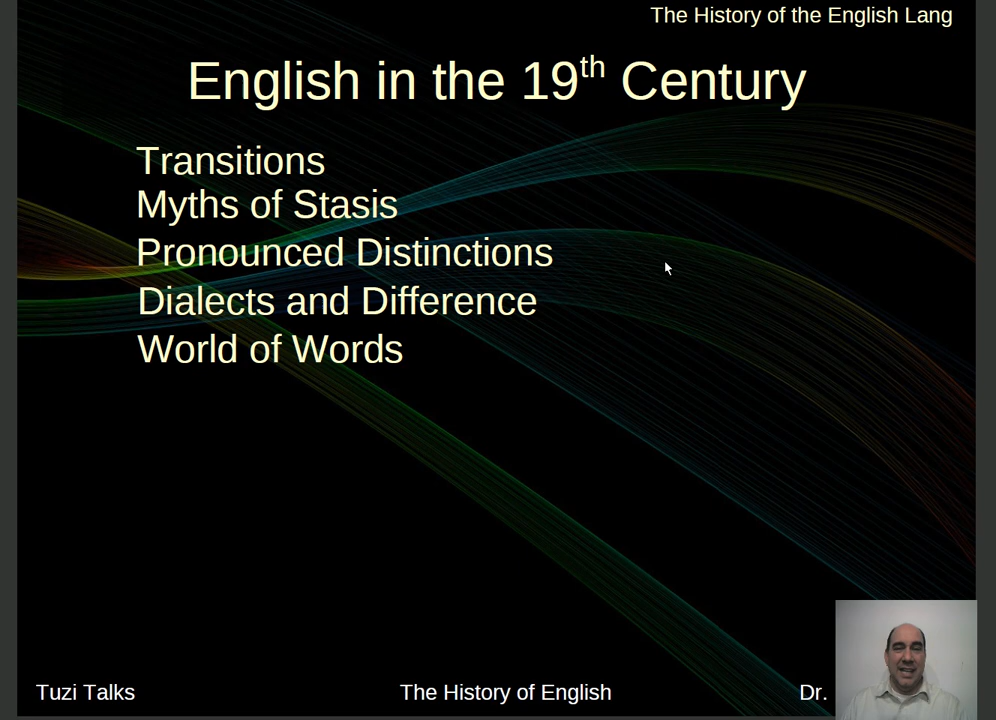 The History of the English Lang
English in the 19th Century
Transitions
Myths of Stasis
Pronounced Distinctions
Dialects and Difference
World of Words
Tuzi Talks
The History of English
Dr.